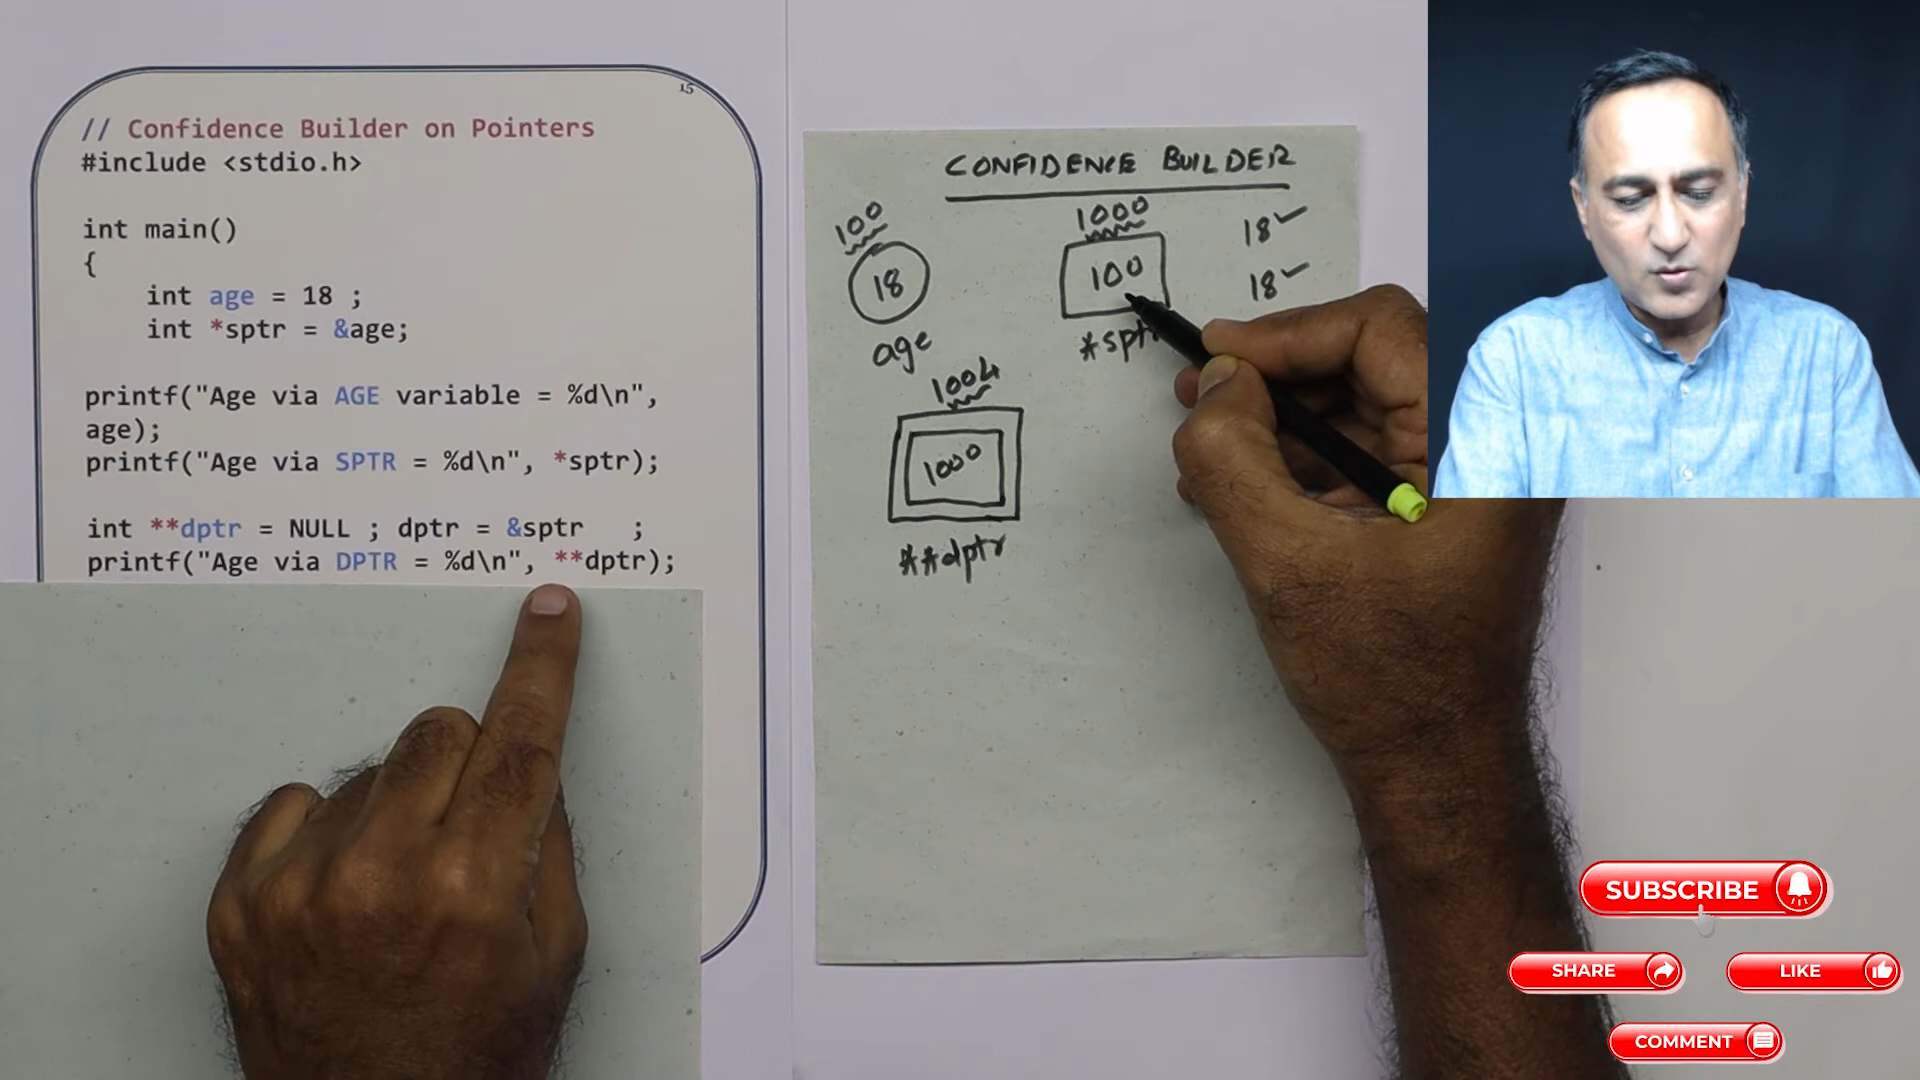 15
// Confidence Builder on Pointers
#include <stdio.h>
int main()
{
int age = 18 ;
int *sptr = &age;
printf("Age via AGE variable = %d\n",
age);
printf("Age via SPTR = %d\n", *sptr);
int **dptr = NULL ; dptr = &sptr ;
printf("Age via DPTR = %d\n", **dptr);
CONFIDENCE BUILDER
100
18
age
1000
100
*sptr
18
18
1004
1000
**dptr
SUBSCRIBE
SHARE
LIKE
COMMENT